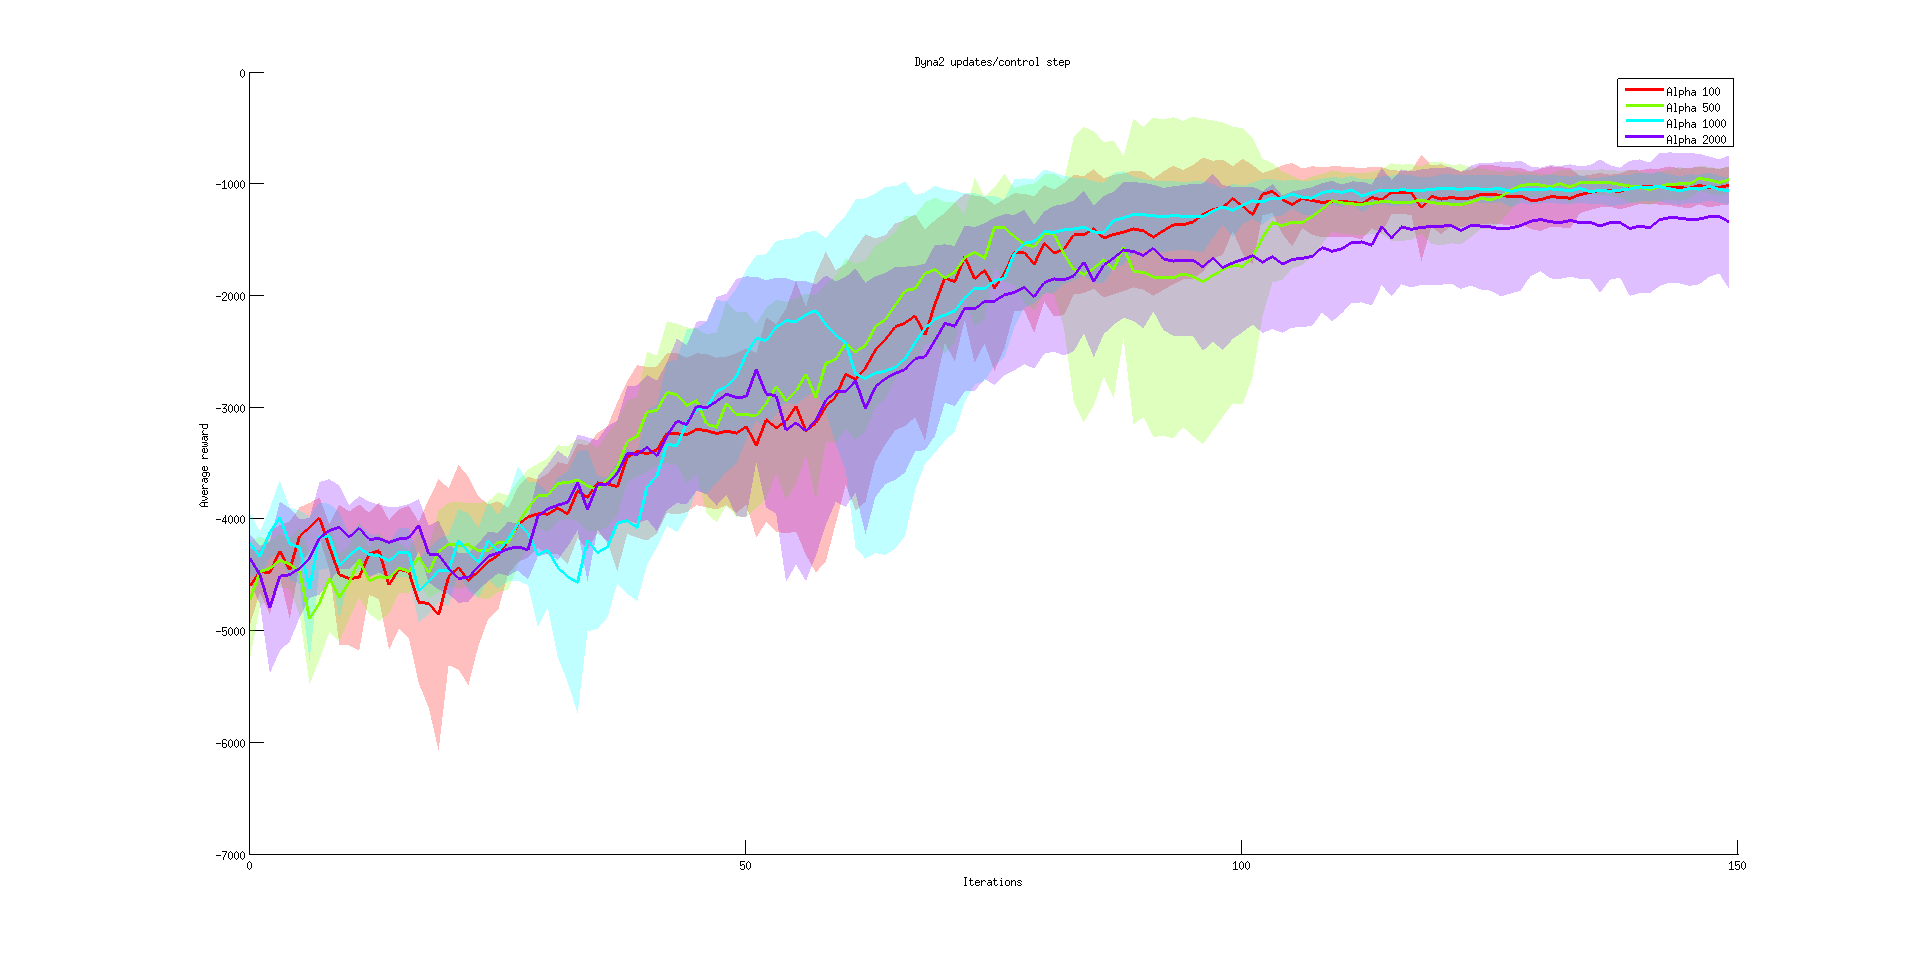 Dyna2 updates/control step
Alpha 100
Alpha 500
Alpha 1000
Alpha 2000
0
-1000
-2000
-3000
-4000
-5000
-6000
-7000
Average reward
0
50
100
150
Iterations